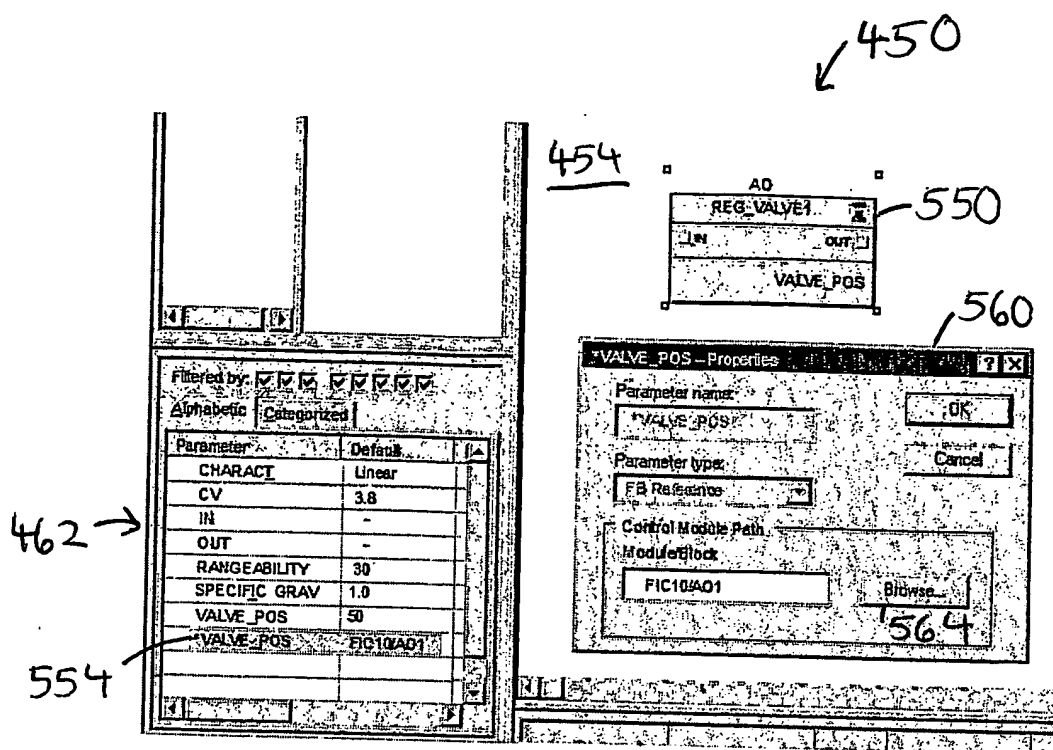 450
454
AO
REG_VALVE1..
550
IN OUT
VALVE_POS
560
*VALVE_POS – Properties ? X
Parameter name:
*VALVE_POS
OK
Cancel
Parameter type:
FB Reference
Control Module Path
Module/Block
FIC10/AO1
Browse...
564
Filtered by:
Alphabetic Categorized
Parameter Default
CHARACT Linear
CV 3.8
IN -
OUT -
RANGEABILITY 30
SPECIFIC GRAV 1.0
VALVE_POS 50
*VALVE_POS FIC10/AO1
462
554